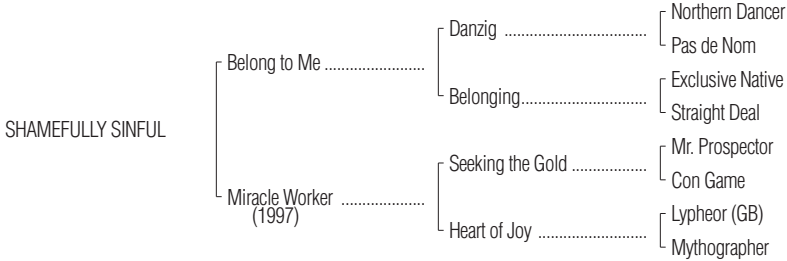 Northern Dancer
Danzig ................................
Pas de Nom
Belong to Me .......................
Exclusive Native
Belonging............................
Straight Deal
SHAMEFULLY SINFUL
Mr. Prospector
Seeking the Gold .................
Con Game
Miracle Worker ...................
(1997)
Lypheor (GB)
Heart of Joy ........................
Mythographer